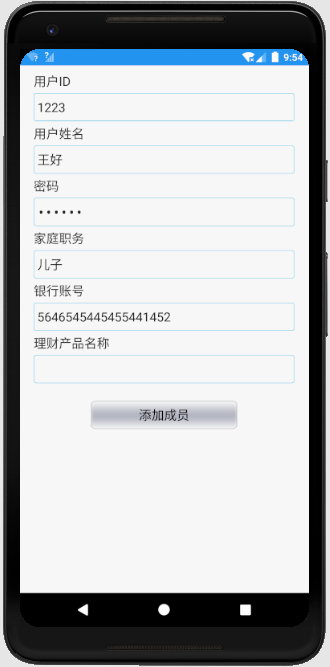 9:54
用户ID
1223
用户姓名
王好
密码
••••••
家庭职务
儿子
银行账号
5646545445455441452
理财产品名称
添加成员